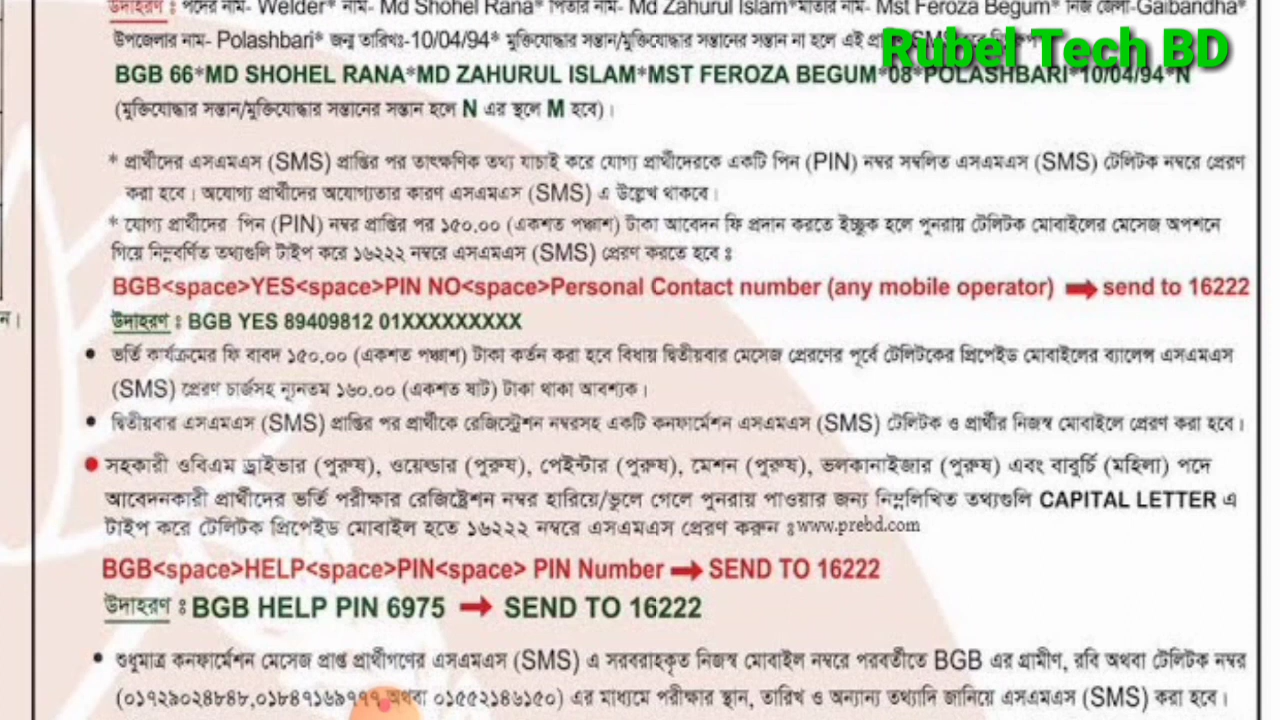 উদাহরণ ঃ পদের নাম- Welder* নাম- Md Shohel Rana* পিতার নাম- Md Zahurul Islam*মাতার নাম- Mst Feroza Begum* নিজ জেলা-Gaibandha*
উপজেলার নাম- Polashbari* জন্ম তারিখঃ-10/04/94* মুক্তিযোদ্ধার সন্তান/মুক্তিযোদ্ধার সন্তানের সন্তান না হলে এই
Rubel Tech BD
BGB 66*MD SHOHEL RANA*MD ZAHURUL ISLAM*MST FEROZA BEGUM*08*POLASHBARI*10/04/94*N
(মুক্তিযোদ্ধার সন্তান/মুক্তিযোদ্ধার সন্তানের সন্তান হলে N এর স্থলে M হবে)।
* প্রার্থীদের এসএমএস (SMS) প্রাপ্তির পর তাৎক্ষণিক তথ্য যাচাই করে যোগ্য প্রার্থীদেরকে একটি পিন (PIN) নম্বর সম্বলিত এসএমএস (SMS) টেলিটক নম্বরে প্রেরণ
করা হবে। অযোগ্য প্রার্থীদের অযোগ্যতার কারণ এসএমএস (SMS) এ উল্লেখ থাকবে।
* যোগ্য প্রার্থীদের পিন (PIN) নম্বর প্রাপ্তির পর ১৫০.০০ (একশত পঞ্চাশ) টাকা আবেদন ফি প্রদান করতে ইচ্ছুক হলে পুনরায় টেলিটক মোবাইলের মেসেজ অপশনে
গিয়ে নিম্নবর্ণিত তথ্যগুলি টাইপ করে ১৬২২২ নম্বরে এসএমএস (SMS) প্রেরণ করতে হবে ঃ
BGB<space>YES<space>PIN NO<space>Personal Contact number (any mobile operator) ➡ send to 16222
উদাহরণ ঃ BGB YES 89409812 01XXXXXXXXX
• ভর্তি কার্যক্রমের ফি বাবদ ১৫০.০০ (একশত পঞ্চাশ) টাকা কর্তন করা হবে বিধায় দ্বিতীয়বার মেসেজ প্রেরণের পূর্বে টেলিটকের প্রিপেইড মোবাইলের ব্যালেন্স এসএমএস
(SMS) প্রেরণ চার্জসহ ন্যূনতম ১৬০.০০ (একশত ষাট) টাকা থাকা আবশ্যক।
• দ্বিতীয়বার এসএমএস (SMS) প্রাপ্তির পর প্রার্থীকে রেজিস্ট্রেশন নম্বরসহ একটি কনফার্মেশন এসএমএস (SMS) টেলিটক ও প্রার্থীর নিজস্ব মোবাইলে প্রেরণ করা হবে।
• সহকারী ওবিএম ড্রাইভার (পুরুষ), ওয়েল্ডার (পুরুষ), পেইন্টার (পুরুষ), মেশন (পুরুষ), ভলকানাইজার (পুরুষ) এবং বাবুর্চি (মহিলা) পদে
আবেদনকারী প্রার্থীদের ভর্তি পরীক্ষার রেজিষ্ট্রেশন নম্বর হারিয়ে/ভুলে গেলে পুনরায় পাওয়ার জন্য নিম্নলিখিত তথ্যগুলি CAPITAL LETTER এ
টাইপ করে টেলিটক প্রিপেইড মোবাইল হতে ১৬২২২ নম্বরে এসএমএস প্রেরণ করুন ঃwww.prebd.com
BGB<space>HELP<space>PIN<space> PIN Number ➡ SEND TO 16222
উদাহরণ ঃ BGB HELP PIN 6975 ➡ SEND TO 16222
• শুধুমাত্র কনফার্মেশন মেসেজ প্রাপ্ত প্রার্থীগণের এসএমএস (SMS) এ সরবরাহকৃত নিজস্ব মোবাইল নম্বরে পরবর্তীতে BGB এর গ্রামীণ, রবি অথবা টেলিটক নম্বর
(০১৭২৯০২৪৮৪৮,০১৮৪৭১৬৯৭৭৭ অথবা ০১৫৫২১৪৬১৫০) এর মাধ্যমে পরীক্ষার স্থান, তারিখ ও অন্যান্য তথ্যাদি জানিয়ে এসএমএস (SMS) করা হবে।